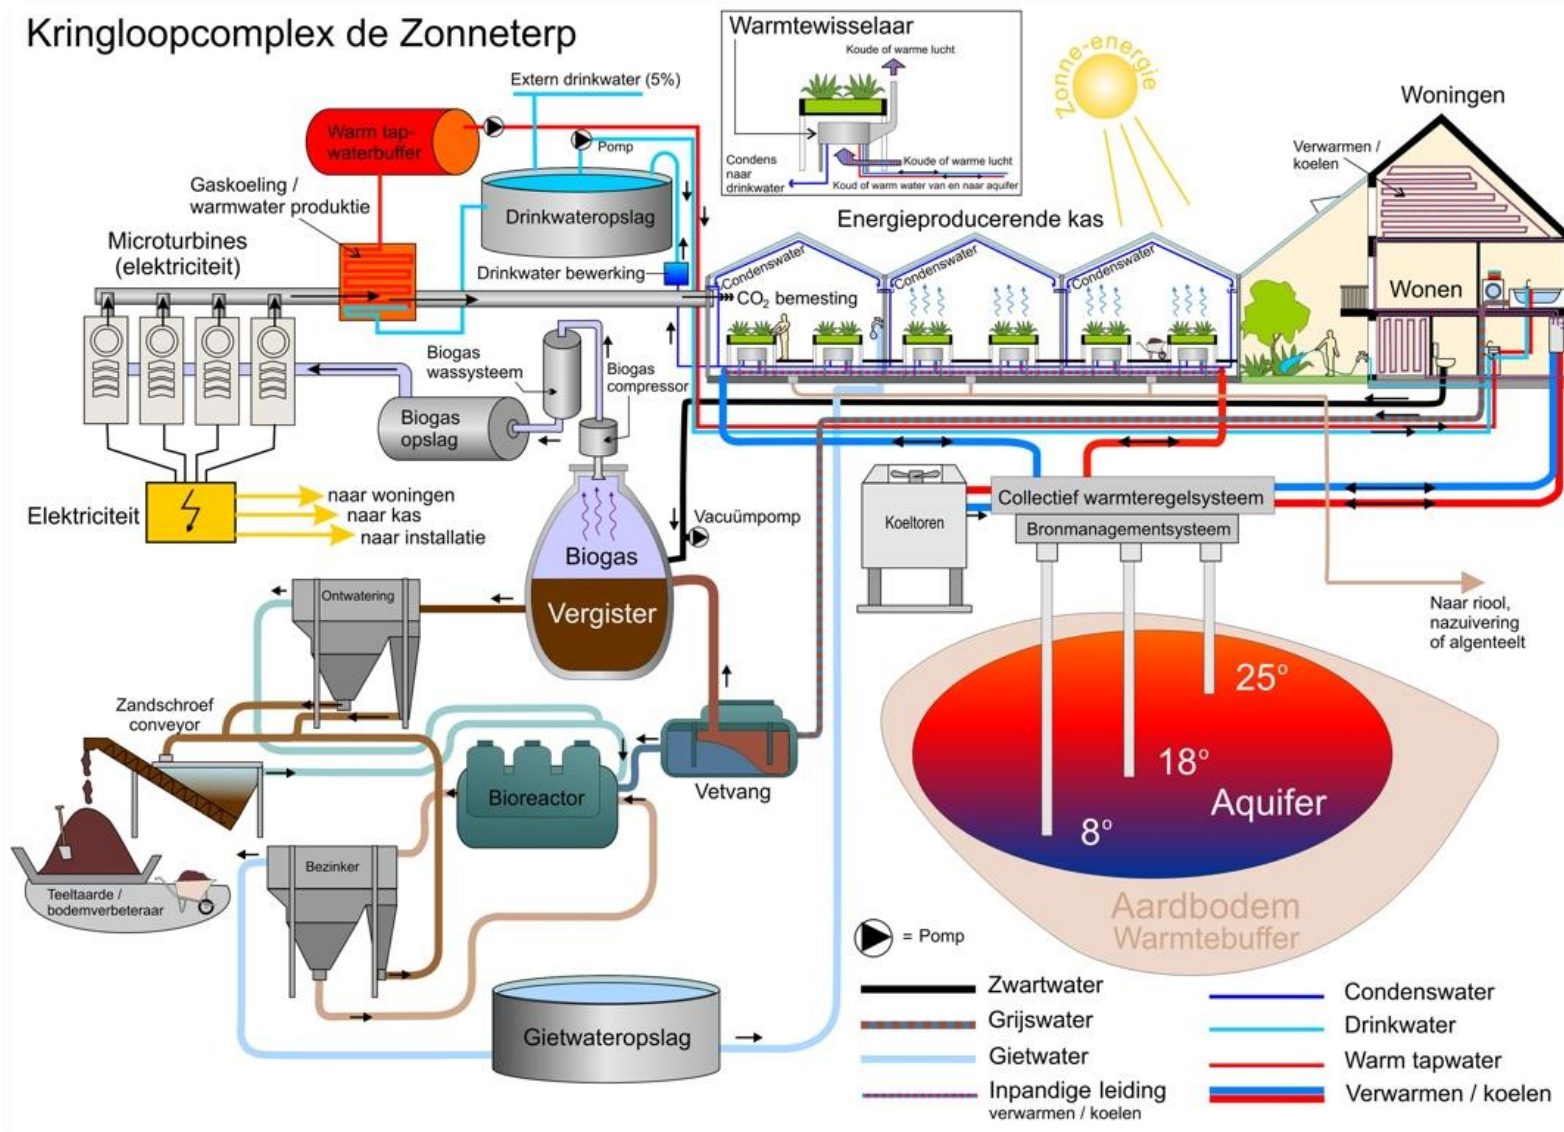 Kringloopcomplex de Zonneterp
Warmtewisselaar
Koude of warme lucht
Condens
naar
drinkwater
Koude of warme lucht
Koud of warm water van en naar aquifer
Zonne-energie
Woningen
Verwarmen /
koelen
Extern drinkwater (5%)
Warm tap-
waterbuffer
Pomp
Gaskoeling /
warmwater produktie
Drinkwateropslag
Energieproducerende kas
Microturbines
(elektriciteit)
Drinkwater bewerking
Condenswater
Condenswater
Condenswater
CO2 bemesting
Wonen
Biogas
wassysteem
Biogas
compressor
Biogas
opslag
Elektriciteit
naar woningen
naar kas
naar installatie
Vacuümpomp
Biogas
Vergister
Koeltoren
Collectief warmteregelsysteem
Bronmanagementsysteem
Naar riool,
nazuivering
of algenteelt
Ontwatering
Zandschroef
conveyor
Bioreactor
Vetvang
25°
18°
Aquifer
8°
Bezinker
Teeltaarde /
bodemverbeteraar
Aardbodem
Warmtebuffer
Gietwateropslag
= Pomp
Zwartwater
Grijswater
Gietwater
Inpandige leiding
verwarmen / koelen
Condenswater
Drinkwater
Warm tapwater
Verwarmen / koelen